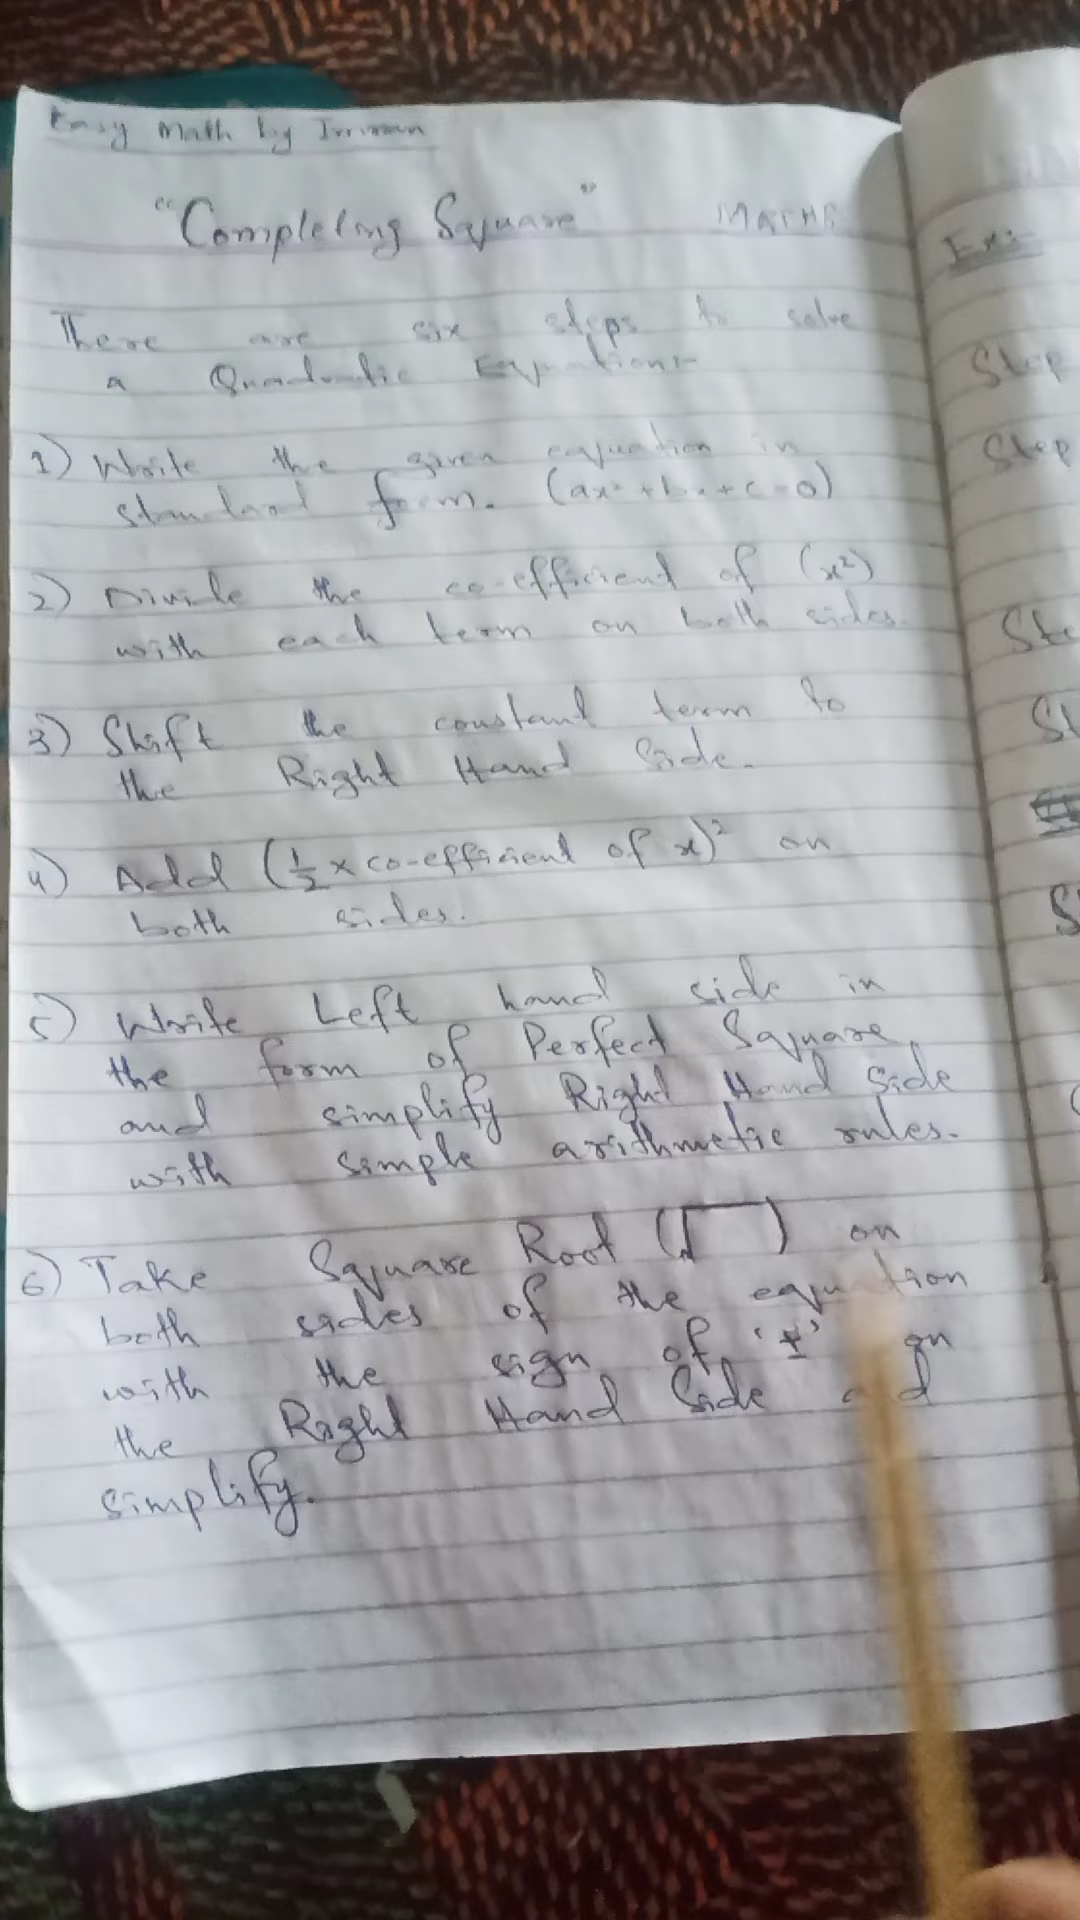 Easy Math by Imran
"Completing Square"
MATHS
There are six steps to solve
a Quadratic Equation:-
1) Write the given equation in
standard form. (ax² + bx + c = 0)
2) Divide the co-efficient of (x²)
with each term on both sides.
3) Shift the constant term to
the Right Hand Side.
4) Add (1/2 × co-efficient of x)² on
both sides.
5) Write Left hand side in
the form of Perfect Square,
and simplify Right Hand Side
with simple arithmetic rules.
6) Take Square Root (√ ) on
both sides of the equation
with the sign of '±' on
the Right Hand Side and
simplify.
Step
Step